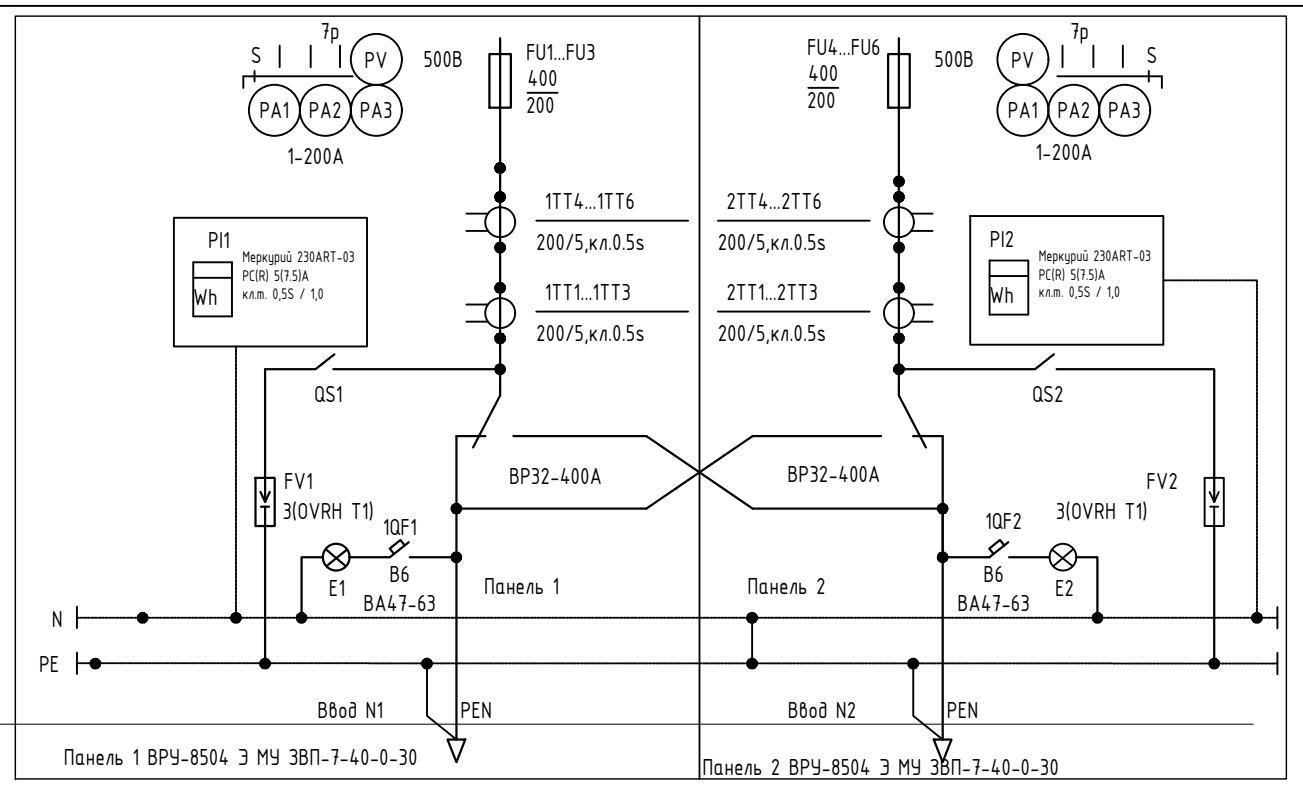 7р
S
PV
500В
FU1...FU3
400
200
PA1
PA2
PA3
1-200А
FU4...FU6
400
200
500В
PV
7р
S
PA1
PA2
PA3
1-200А
1ТТ4...1ТТ6
200/5,кл.0.5s
2ТТ4...2ТТ6
200/5,кл.0.5s
PI1
Меркурий 230ART-03
PC(R) 5(7.5)А
кл.т. 0,5S / 1,0
Wh
PI2
Меркурий 230ART-03
PC(R) 5(7.5)А
кл.т. 0,5S / 1,0
Wh
1ТТ1...1ТТ3
200/5,кл.0.5s
2ТТ1...2ТТ3
200/5,кл.0.5s
QS1
QS2
ВР32-400А
ВР32-400А
FV1
3(OVRH T1)
FV2
3(OVRH T1)
1QF1
B6
E1
ВА47-63
1QF2
B6
E2
ВА47-63
Панель 1
Панель 2
N
PE
Ввод N1
PEN
Ввод N2
PEN
Панель 1 ВРУ-8504 Э МУ 3ВП-7-40-0-30
Панель 2 ВРУ-8504 Э МУ 3ВП-7-40-0-30